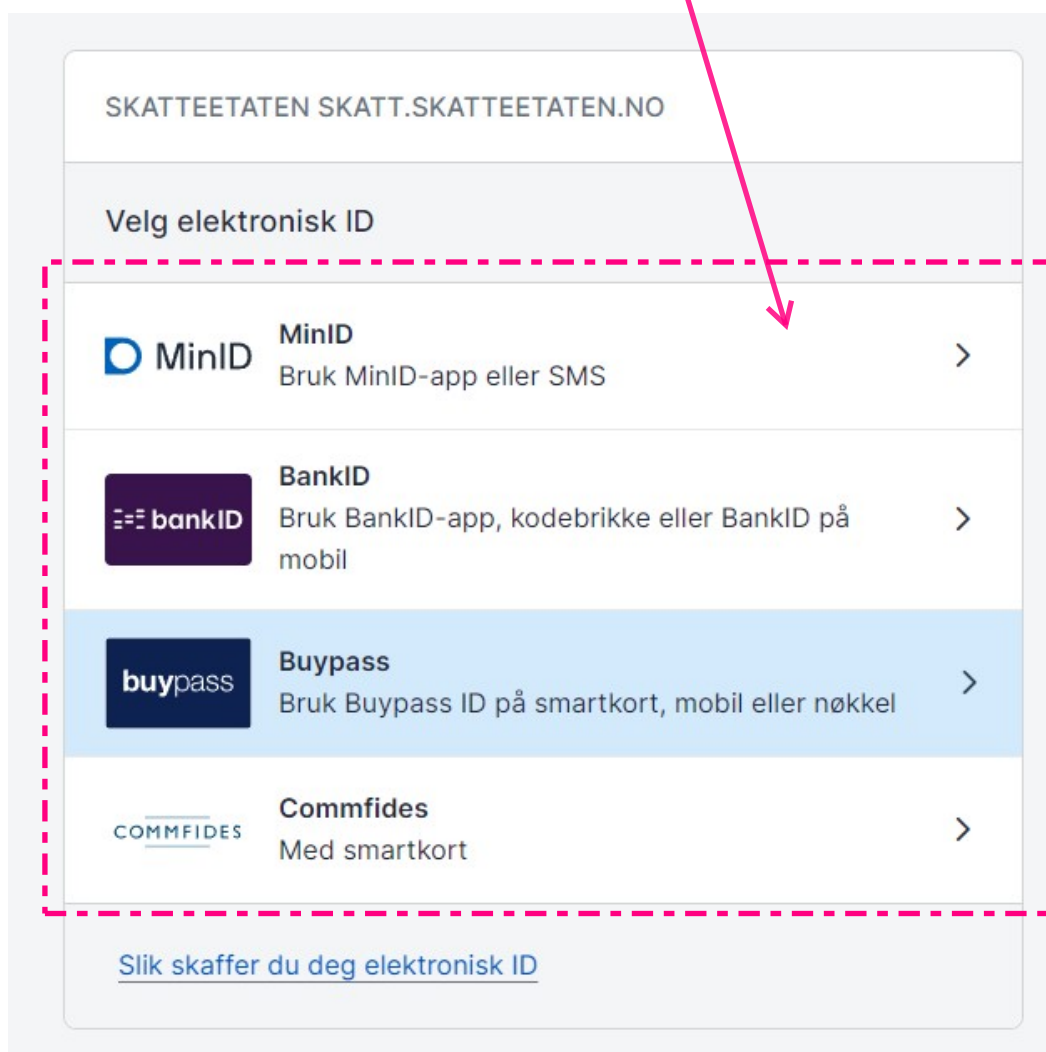 SKATTEETATEN SKATT.SKATTEETATEN.NO
Velg elektronisk ID
MinID
MinID
Bruk MinID-app eller SMS
bankID
BankID
Bruk BankID-app, kodebrikke eller BankID på
mobil
buypass
Buypass
Bruk Buypass ID på smartkort, mobil eller nøkkel
COMMFIDES
Commfides
Med smartkort
Slik skaffer du deg elektronisk ID